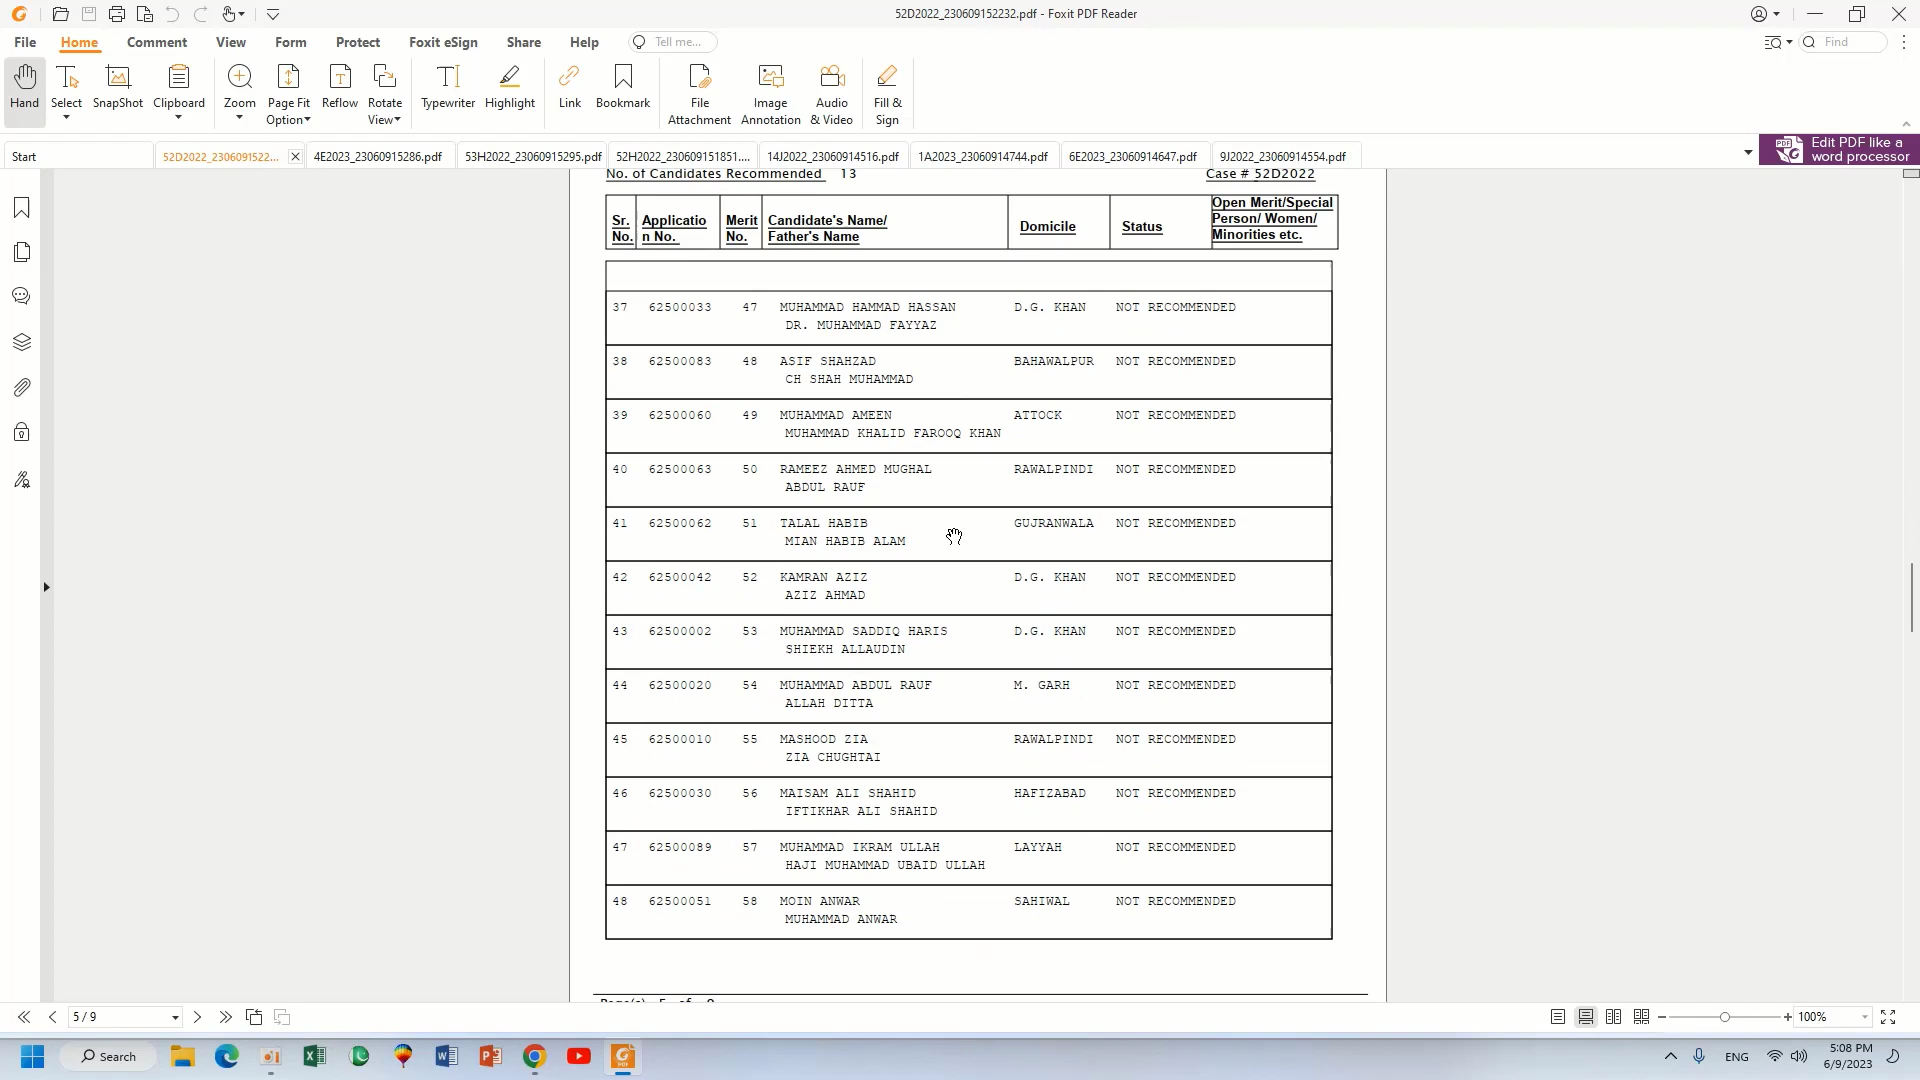 52D2022_230609152232.pdf - Foxit PDF Reader
File Home Comment View Form Protect Foxit eSign Share Help Tell me... Find
Hand Select SnapShot Clipboard Zoom Page Fit Option Reflow Rotate View Typewriter Highlight Link Bookmark File Attachment Image Annotation Audio & Video Fill & Sign
Start 52D2022_2306091522... 4E2023_23060915286.pdf 53H2022_23060915295.pdf 52H2022_230609151851.... 14J2022_23060914516.pdf 1A2023_23060914744.pdf 6E2023_23060914647.pdf 9J2022_23060914554.pdf
Edit PDF like a
word processor
No. of Candidates Recommended 13 Case # 52D2022
Sr. No. Applicatio n No. Merit No. Candidate's Name/ Father's Name Domicile Status Open Merit/Special Person/ Women/ Minorities etc.
37 62500033 47 MUHAMMAD HAMMAD HASSAN D.G. KHAN NOT RECOMMENDED
DR. MUHAMMAD FAYYAZ
38 62500083 48 ASIF SHAHZAD BAHAWALPUR NOT RECOMMENDED
CH SHAH MUHAMMAD
39 62500060 49 MUHAMMAD AMEEN ATTOCK NOT RECOMMENDED
MUHAMMAD KHALID FAROOQ KHAN
40 62500063 50 RAMEEZ AHMED MUGHAL RAWALPINDI NOT RECOMMENDED
ABDUL RAUF
41 62500062 51 TALAL HABIB GUJRANWALA NOT RECOMMENDED
MIAN HABIB ALAM
42 62500042 52 KAMRAN AZIZ D.G. KHAN NOT RECOMMENDED
AZIZ AHMAD
43 62500002 53 MUHAMMAD SADDIQ HARIS D.G. KHAN NOT RECOMMENDED
SHIEKH ALLAUDIN
44 62500020 54 MUHAMMAD ABDUL RAUF M. GARH NOT RECOMMENDED
ALLAH DITTA
45 62500010 55 MASHOOD ZIA RAWALPINDI NOT RECOMMENDED
ZIA CHUGHTAI
46 62500030 56 MAISAM ALI SHAHID HAFIZABAD NOT RECOMMENDED
IFTIKHAR ALI SHAHID
47 62500089 57 MUHAMMAD IKRAM ULLAH LAYYAH NOT RECOMMENDED
HAJI MUHAMMAD UBAID ULLAH
48 62500051 58 MOIN ANWAR SAHIWAL NOT RECOMMENDED
MUHAMMAD ANWAR
5 / 9 100%
Search ENG 5:08 PM
6/9/2023